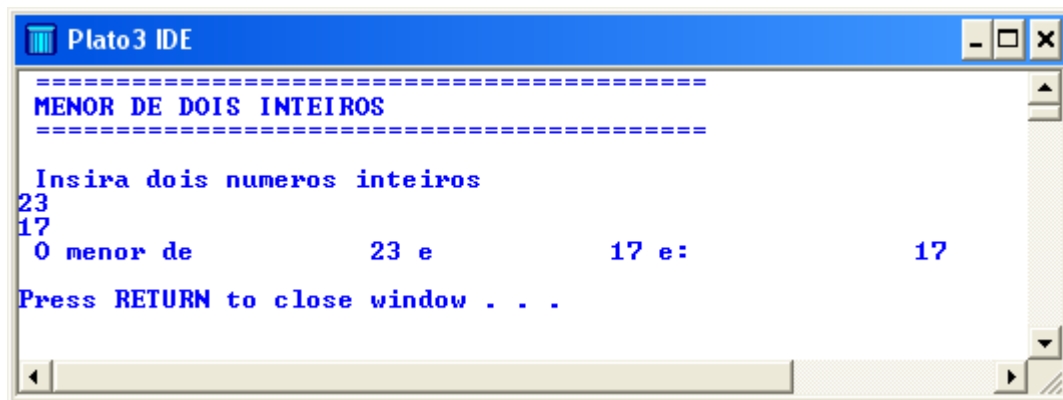 Plato3 IDE
==========================================
MENOR DE DOIS INTEIROS
==========================================
Insira dois numeros inteiros
23
17
O menor de 23 e 17 e: 17
Press RETURN to close window . . .